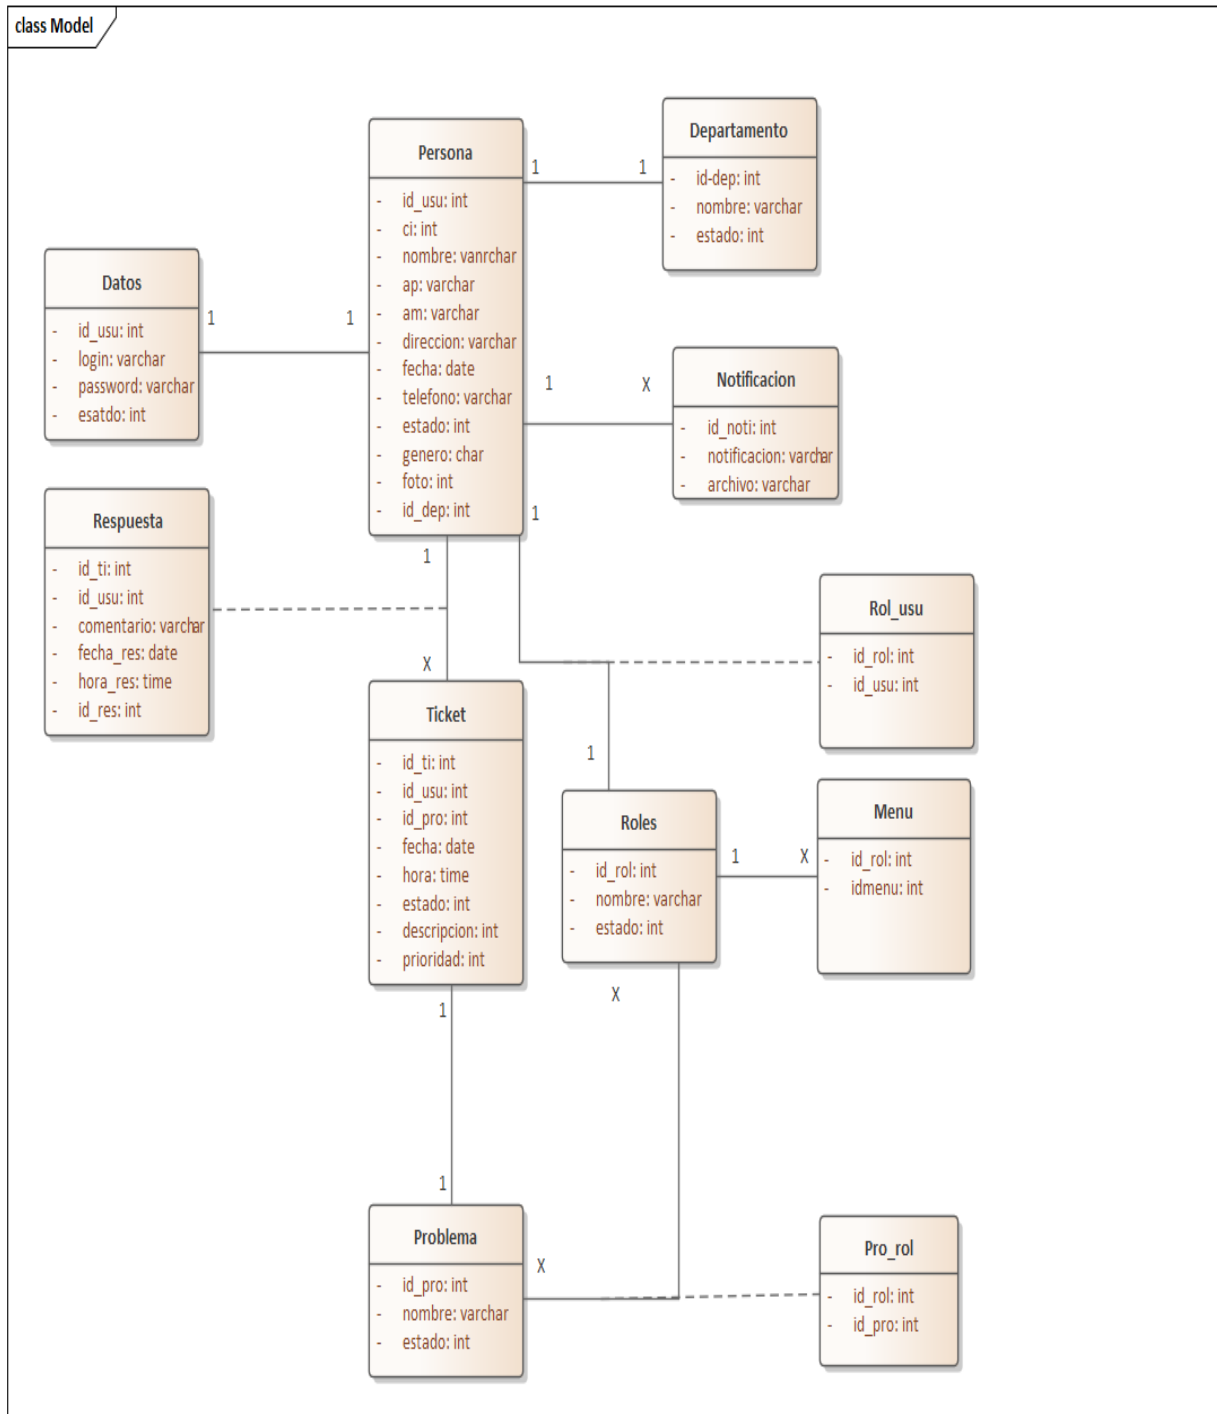 class Model
Persona
- id_usu: int
- ci: int
- nombre: vanrchar
- ap: varchar
- am: varchar
- direccion: varchar
- fecha: date
- telefono: varchar
- estado: int
- genero: char
- foto: int
- id_dep: int
1
1
Departamento
- id-dep: int
- nombre: varchar
- estado: int
Datos
- id_usu: int
- login: varchar
- password: varchar
- esatdo: int
1
1
1
X
Notificacion
- id_noti: int
- notificacion: varchar
- archivo: varchar
Respuesta
- id_ti: int
- id_usu: int
- comentario: varchar
- fecha_res: date
- hora_res: time
- id_res: int
1
X
1
1
Rol_usu
- id_rol: int
- id_usu: int
Ticket
- id_ti: int
- id_usu: int
- id_pro: int
- fecha: date
- hora: time
- estado: int
- descripcion: int
- prioridad: int
Roles
- id_rol: int
- nombre: varchar
- estado: int
1
X
Menu
- id_rol: int
- idmenu: int
1
1
X
X
Problema
- id_pro: int
- nombre: varchar
- estado: int
Pro_rol
- id_rol: int
- id_pro: int